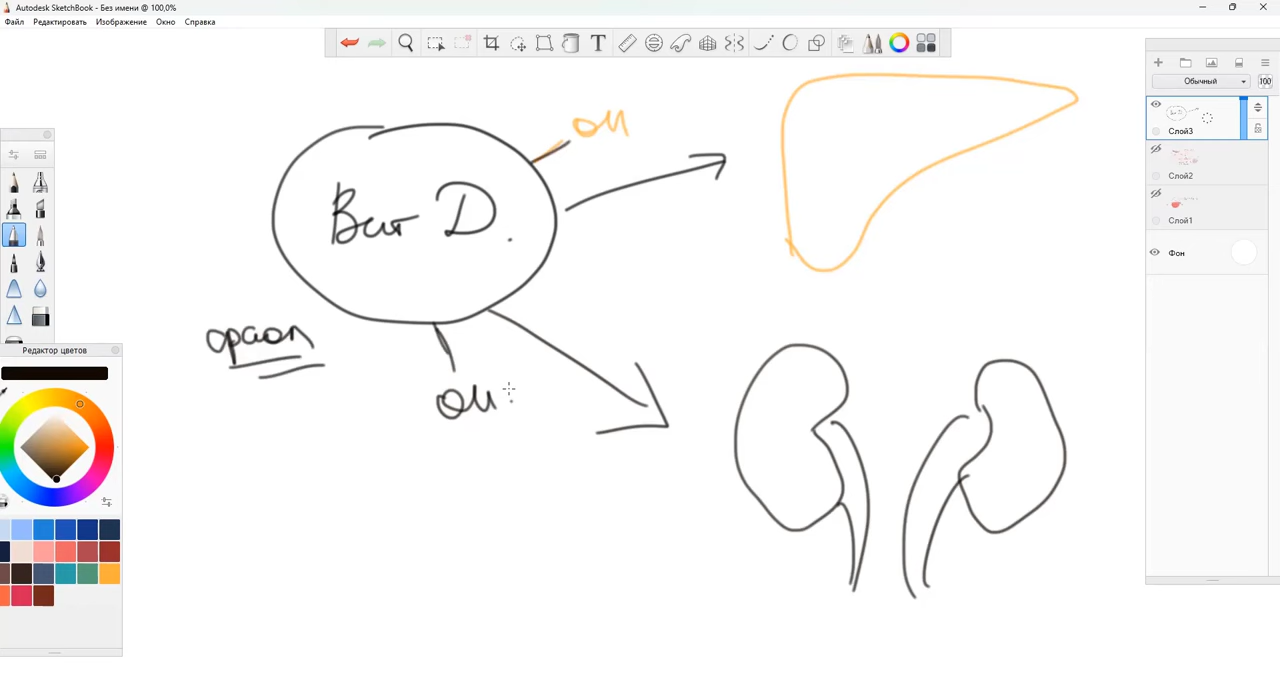 Autodesk SketchBook - Без имени @ 100,0%
Файл Редактировать Изображение Окно Справка
Обычный
100
Слой3
Слой2
Слой1
Фон
Редактор цветов
он
Вит D.
он